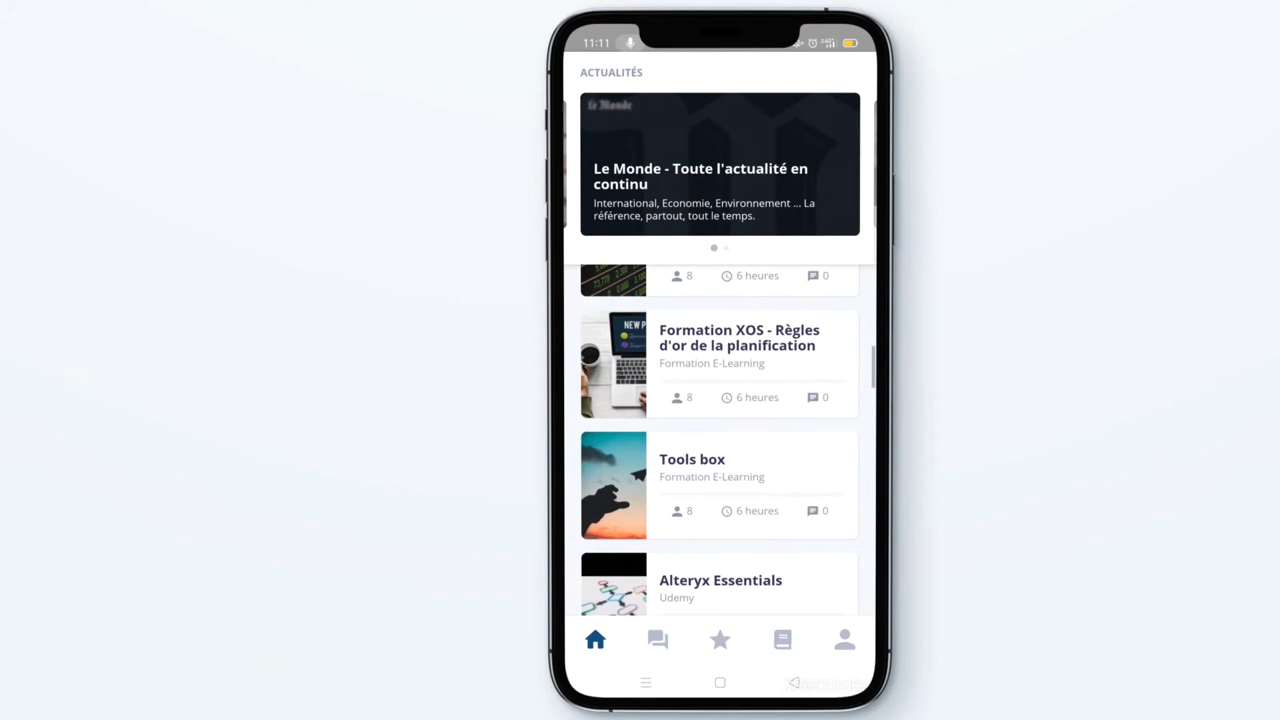 11:11
ACTUALITÉS
Le Monde
Le Monde - Toute l'actualité en
continu
International, Economie, Environnement ... La
référence, partout, tout le temps.
8 6 heures 0
NEW P
Formation XOS - Règles
d'or de la planification
Formation E-Learning
8 6 heures 0
Tools box
Formation E-Learning
8 6 heures 0
Alteryx Essentials
Udemy